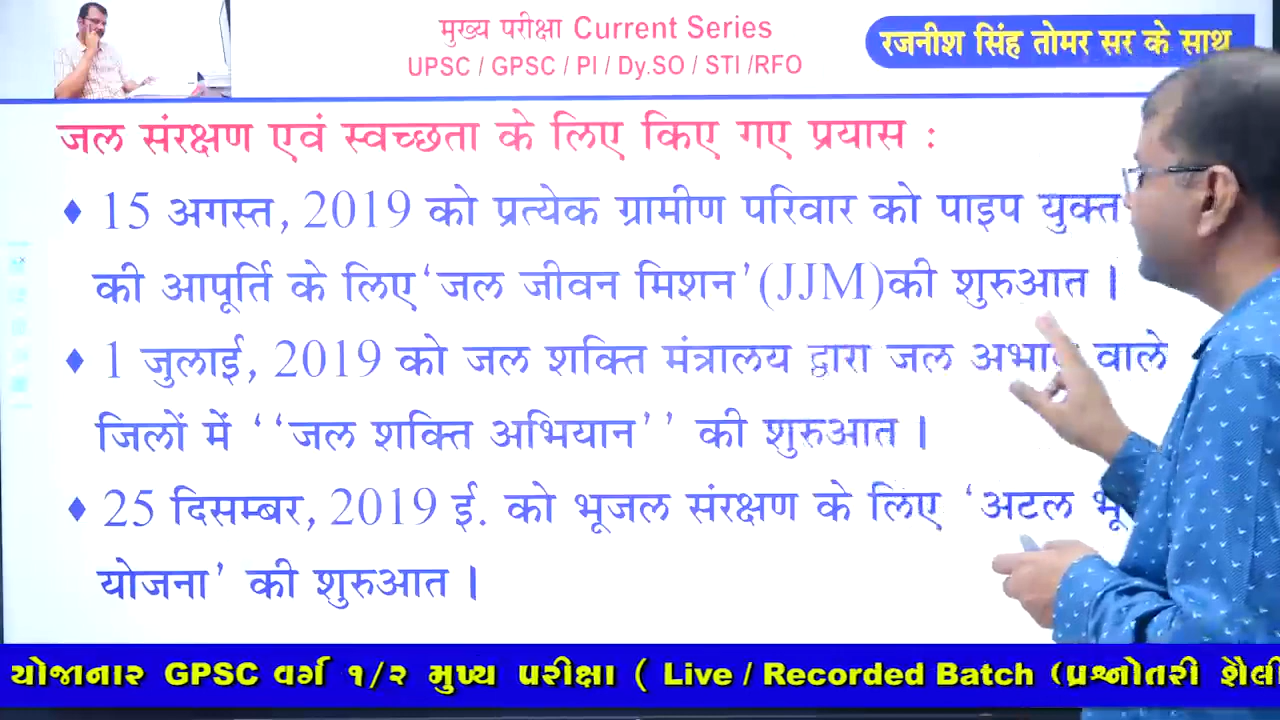 मुख्य परीक्षा Current Series
UPSC / GPSC / PI / Dy.SO / STI /RFO
रजनीश सिंह तोमर सर के साथ
जल संरक्षण एवं स्वच्छता के लिए किए गए प्रयास :
♦ 15 अगस्त, 2019 को प्रत्येक ग्रामीण परिवार को पाइप युक्त
की आपूर्ति के लिए ‘जल जीवन मिशन’ (JJM) की शुरुआत ।
♦ 1 जुलाई, 2019 को जल शक्ति मंत्रालय द्वारा जल अभाव वाले
जिलों में ‘‘जल शक्ति अभियान’’ की शुरुआत ।
♦ 25 दिसम्बर, 2019 ई. को भूजल संरक्षण के लिए ‘अटल
योजना’ की शुरुआत ।
યોજાનાર GPSC વર્ગ ૧/૨ મુખ્ય પરીક્ષા ( Live / Recorded Batch (પ્રશ્નોતરી શૈલી